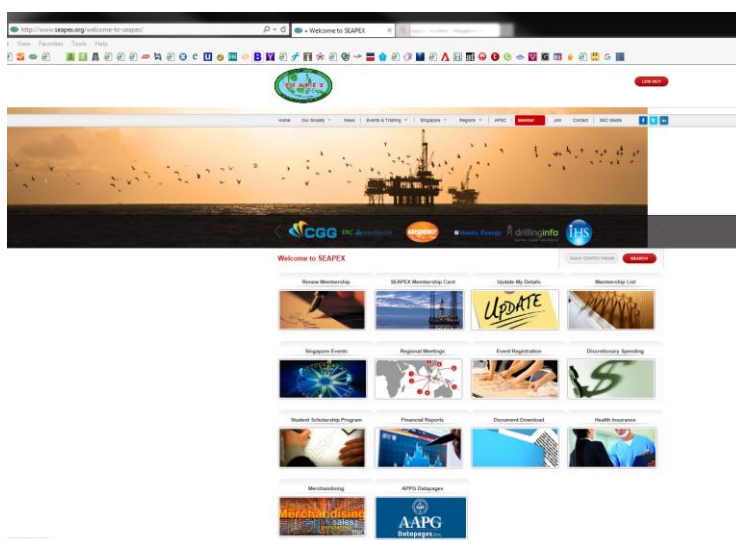 http://www.seapex.org/welcome-to-seapex/
Welcome to SEAPEX
View Favorites Tools Help
SEAPEX
LOG OUT
Home Our Society News Events & Training Singapore Regions APEC Member Join Contact EEC Media
CGG drillinginfo IHS
Welcome to SEAPEX
SEARCH
Renew Membership SEAPEX Membership Card Update My Details Membership List
UPDATE
Singapore Events Regional Meetings Event Registration Discretionary Spending
Student Scholarship Program Financial Reports Document Download Health Insurance
Merchandising APPG Datapages
Merchandising
sales
AAPG
Datapages